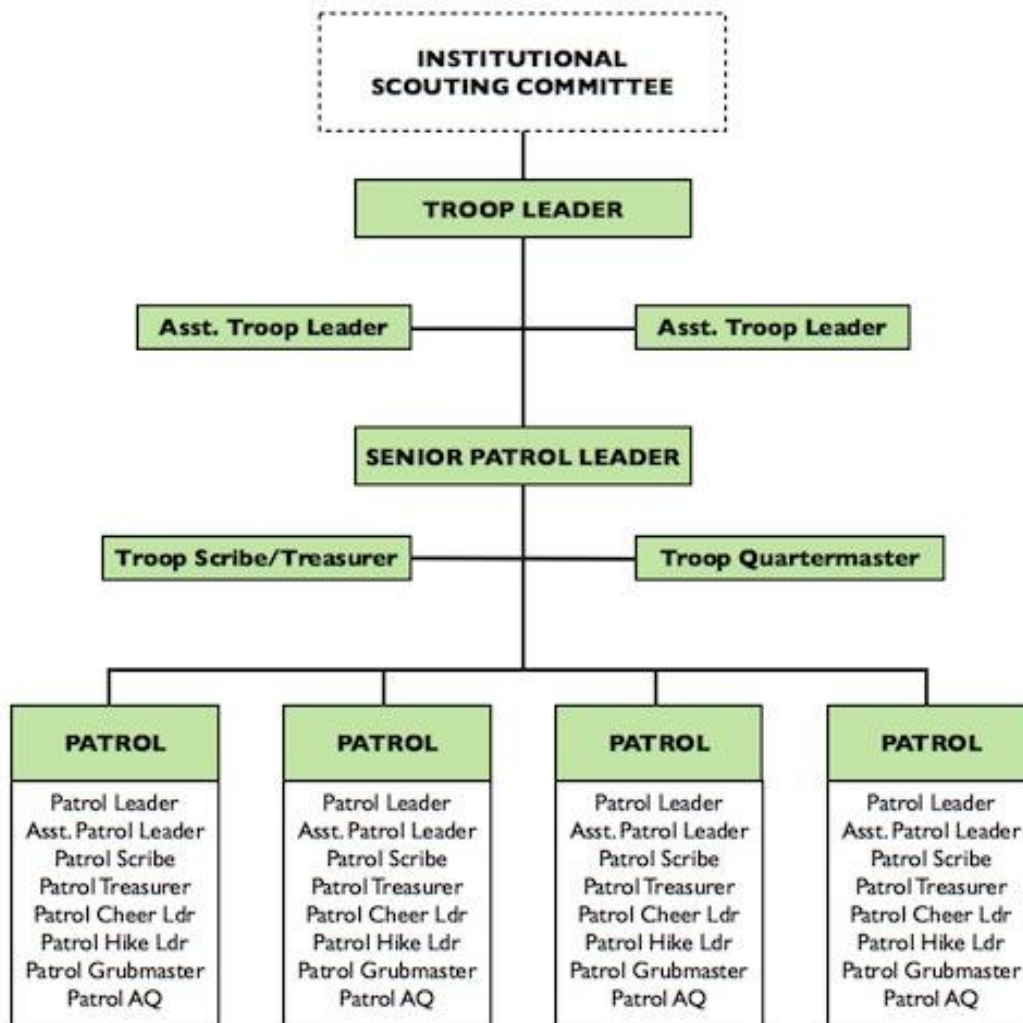 INSTITUTIONAL
SCOUTING COMMITTEE
TROOP LEADER
Asst. Troop Leader
Asst. Troop Leader
SENIOR PATROL LEADER
Troop Scribe/Treasurer
Troop Quartermaster
PATROL
Patrol Leader
Asst. Patrol Leader
Patrol Scribe
Patrol Treasurer
Patrol Cheer Ldr
Patrol Hike Ldr
Patrol Grubmaster
Patrol AQ
PATROL
Patrol Leader
Asst. Patrol Leader
Patrol Scribe
Patrol Treasurer
Patrol Cheer Ldr
Patrol Hike Ldr
Patrol Grubmaster
Patrol AQ
PATROL
Patrol Leader
Asst. Patrol Leader
Patrol Scribe
Patrol Treasurer
Patrol Cheer Ldr
Patrol Hike Ldr
Patrol Grubmaster
Patrol AQ
PATROL
Patrol Leader
Asst. Patrol Leader
Patrol Scribe
Patrol Treasurer
Patrol Cheer Ldr
Patrol Hike Ldr
Patrol Grubmaster
Patrol AQ